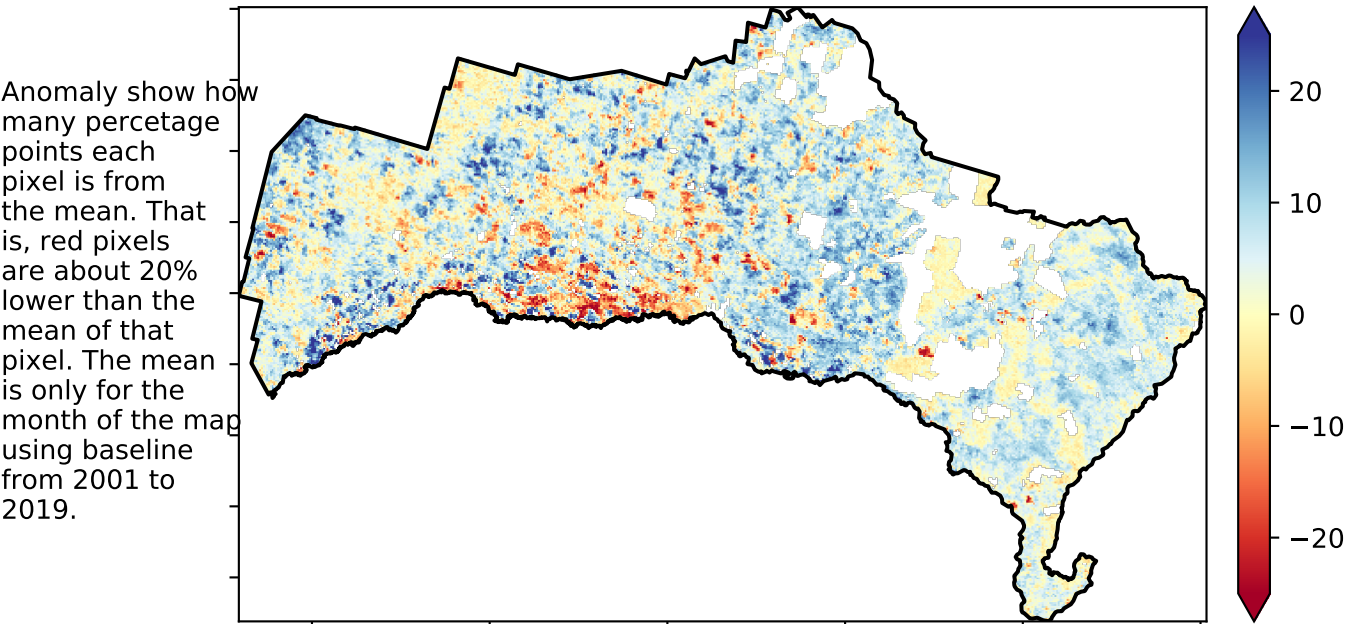 Anomaly show how
many percetage
points each
pixel is from
the mean. That
is, red pixels
are about 20%
lower than the
mean of that
pixel. The mean
is only for the
month of the map
using baseline
from 2001 to
2019.
20
10
0
−10
−20